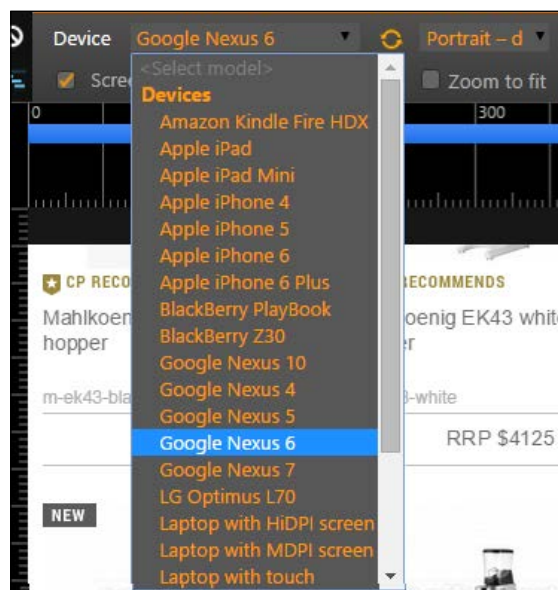 Device Google Nexus 6 Portrait – d
Scre Zoom to fit
<Select model>
0 300
Devices
Amazon Kindle Fire HDX
Apple iPad
Apple iPad Mini
Apple iPhone 4
Apple iPhone 5
Apple iPhone 6
Apple iPhone 6 Plus
BlackBerry PlayBook
BlackBerry Z30
Google Nexus 10
Google Nexus 4
Google Nexus 5
Google Nexus 6
Google Nexus 7
LG Optimus L70
Laptop with HiDPI screen
Laptop with MDPI screen
Laptop with touch
CP RECO ECOMMENDS
Mahlkoen oenig EK43 whit
hopper r
m-ek43-bla -white
RRP $4125
NEW